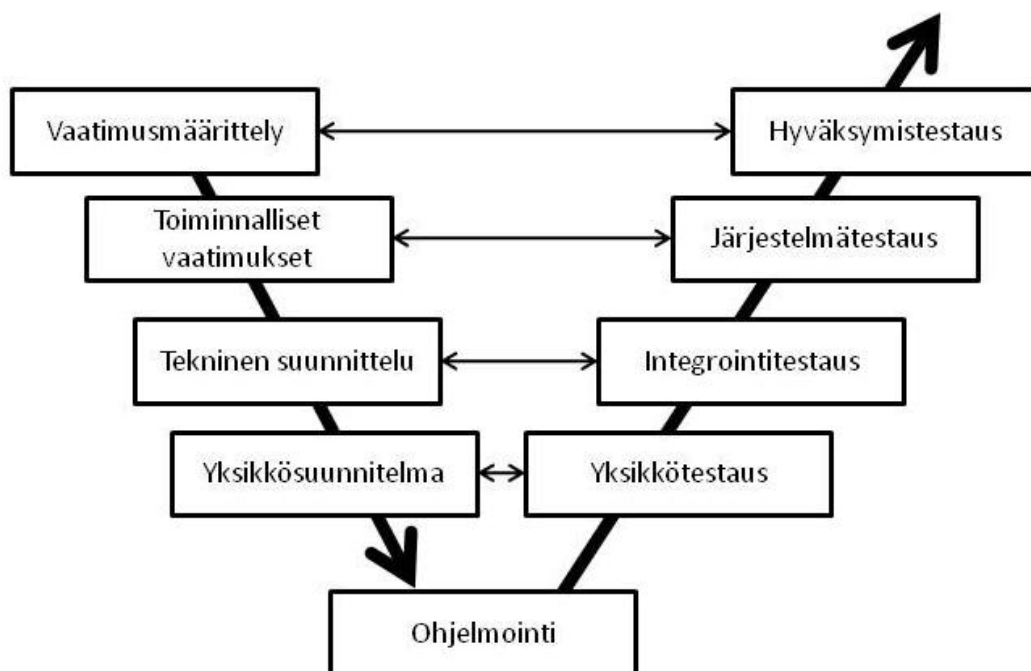 Vaatimusmäärittely
Hyväksymistestaus
Toiminnalliset
vaatimukset
Järjestelmätestaus
Tekninen suunnittelu
Integrointitestaus
Yksikkösuunnitelma
Yksikkötestaus
Ohjelmointi